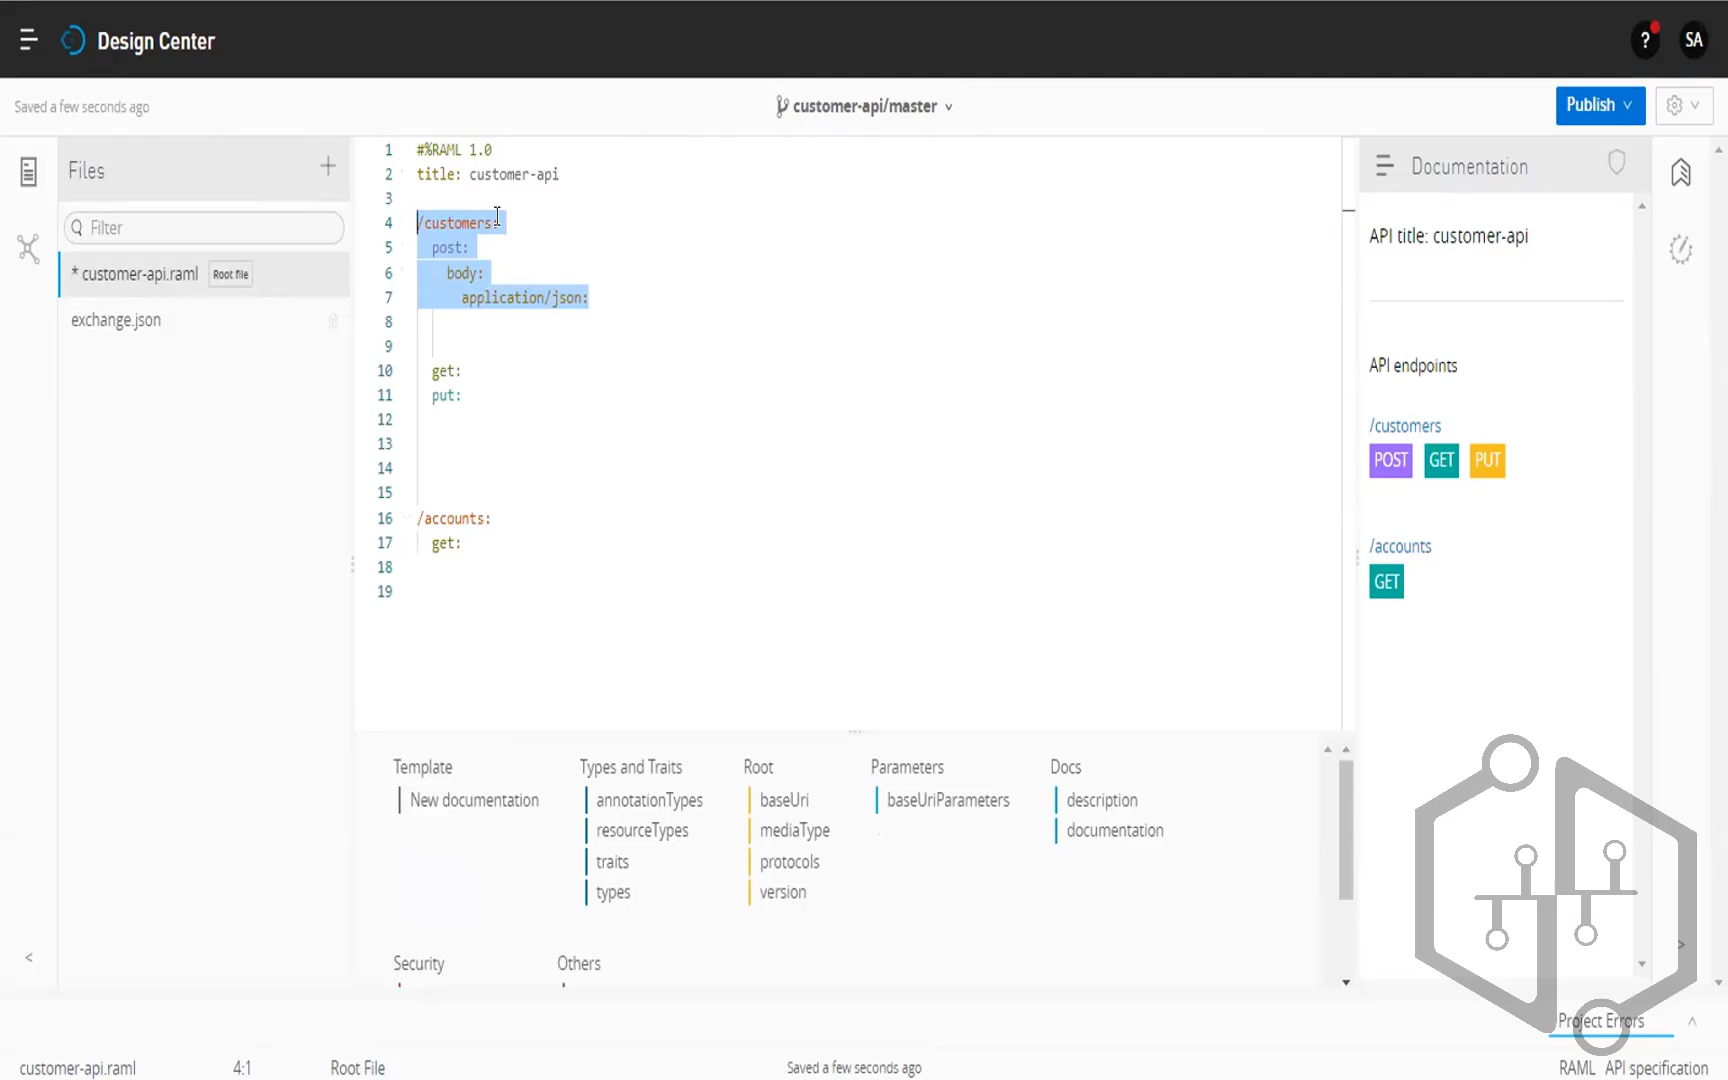 Design Center
?
SA
Saved a few seconds ago
customer-api/master
Publish
Files
Filter
* customer-api.raml Root file
exchange.json
1 #%RAML 1.0
2 title: customer-api
3
4 /customers:
5 post:
6 body:
7 application/json:
8
9
10 get:
11 put:
12
13
14
15
16 /accounts:
17 get:
18
19
Documentation
API title: customer-api
API endpoints
/customers
POST GET PUT
/accounts
GET
Template
New documentation
Types and Traits
annotationTypes
resourceTypes
traits
types
Root
baseUri
mediaType
protocols
version
Parameters
baseUriParameters
Docs
description
documentation
Security
Others
Project Errors
customer-api.raml 4:1 Root File Saved a few seconds ago RAML API specification